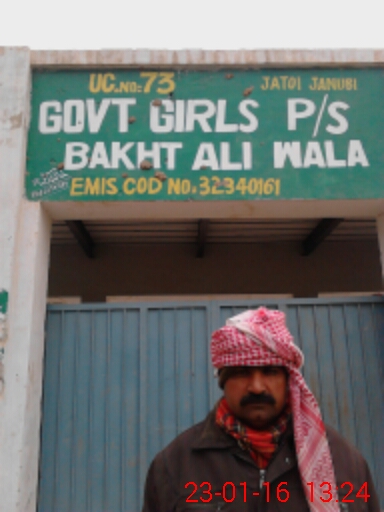 UC.NO:73 JATOI JANUBI
GOVT GIRLS P/S
BAKHT ALI WALA
EMIS COD NO.32340161
23-01-16 13.24